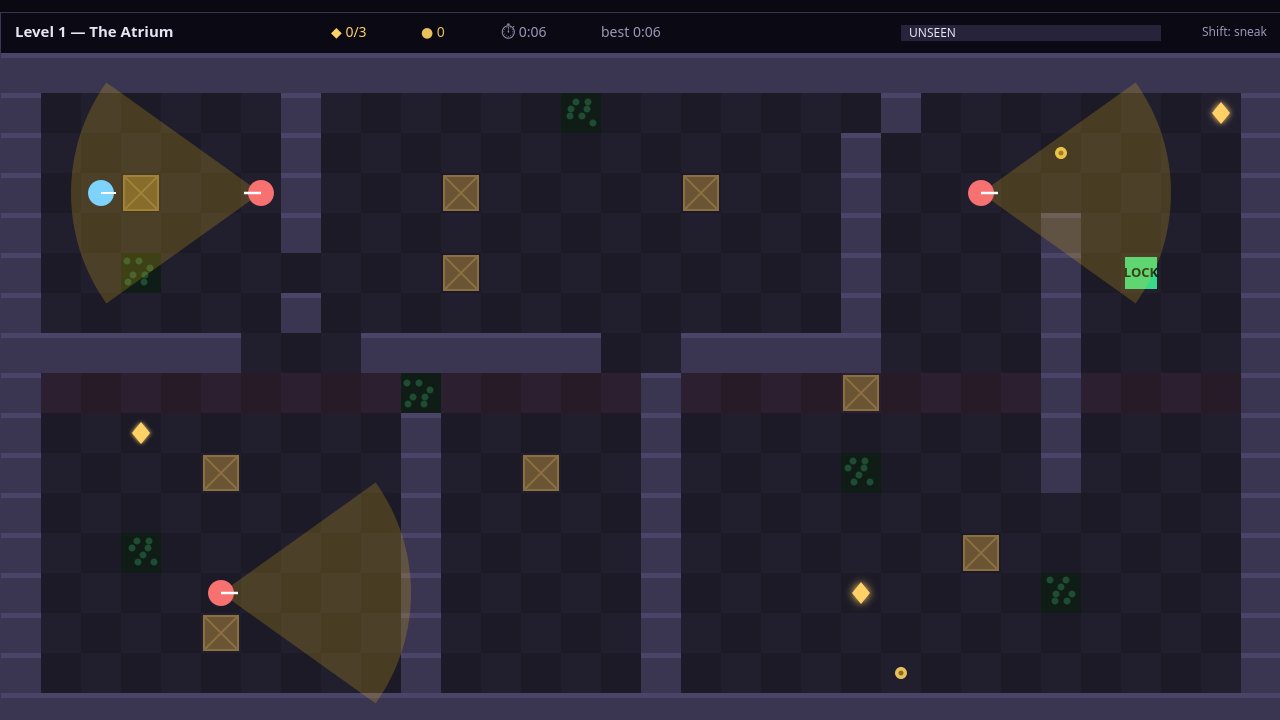 Level 1 — The Atrium
◆ 0/3
● 0
⏱ 0:06
best 0:06
UNSEEN
Shift: sneak
LOCK